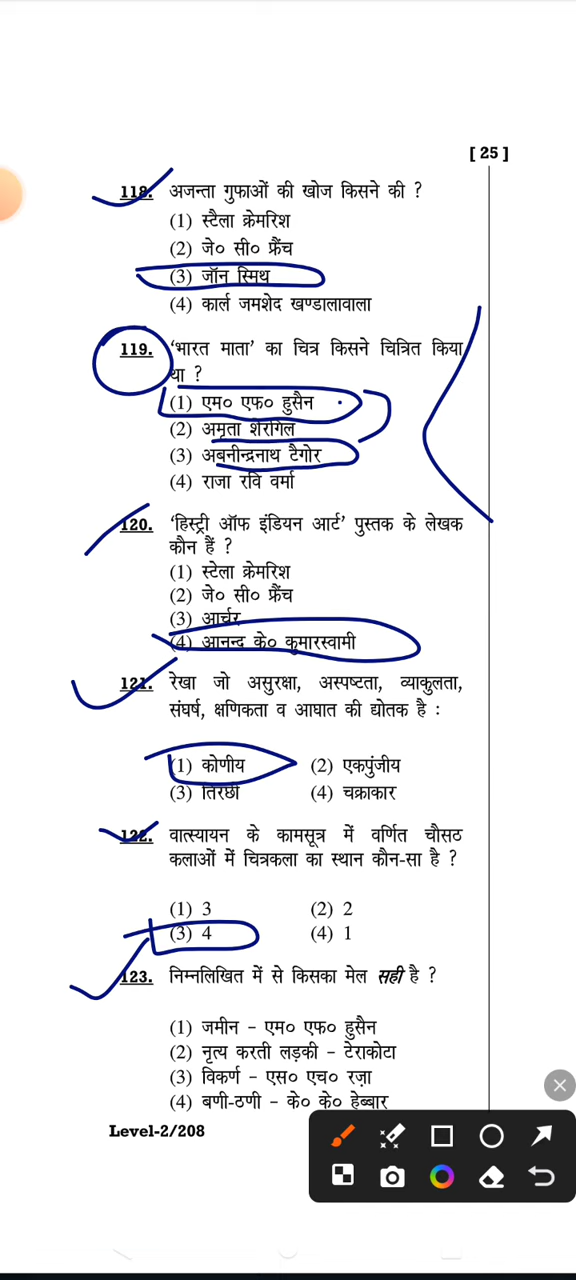 [ 25 ]
118. अजन्ता गुफाओं की खोज किसने की ?
(1) स्टैला क्रेमरिश
(2) जे० सी० फ्रैंच
(3) जॉन स्मिथ
(4) कार्ल जमशेद खण्डालावाला
119. ‘भारत माता’ का चित्र किसने चित्रित किया
था ?
(1) एम० एफ० हुसैन
(2) अमृता शेरगिल
(3) अबनीन्द्रनाथ टैगोर
(4) राजा रवि वर्मा
120. ‘हिस्ट्री ऑफ इंडियन आर्ट’ पुस्तक के लेखक
कौन हैं ?
(1) स्टेला क्रेमरिश
(2) जे० सी० फ्रैंच
(3) आर्चर
(4) आनन्द के० कुमारस्वामी
121. रेखा जो असुरक्षा, अस्पष्टता, व्याकुलता,
संघर्ष, क्षणिकता व आघात की द्योतक है :
(1) कोणीय (2) एकपुंजीय
(3) तिरछी (4) चक्राकार
122. वात्स्यायन के कामसूत्र में वर्णित चौसठ
कलाओं में चित्रकला का स्थान कौन-सा है ?
(1) 3 (2) 2
(3) 4 (4) 1
123. निम्नलिखित में से किसका मेल सही है ?
(1) जमीन - एम० एफ० हुसैन
(2) नृत्य करती लड़की - टेराकोटा
(3) विकर्ण - एस० एच० रज़ा
(4) बणी-ठणी - के० के० हेब्बार
Level-2/208